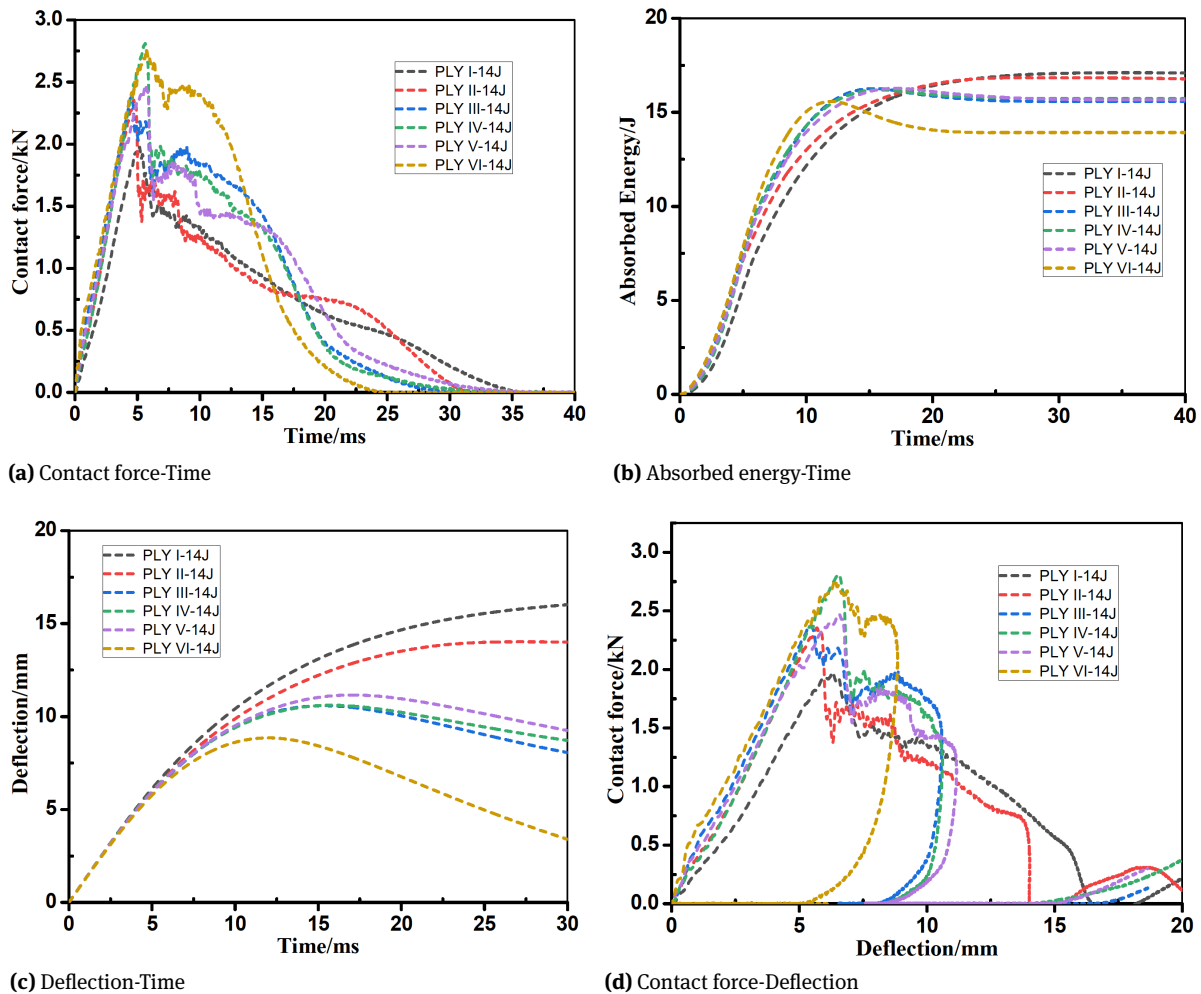 3.0
2.5
2.0
1.5
1.0
0.5
0.0
Contact force/kN
PLY I-14J
PLY II-14J
PLY III-14J
PLY IV-14J
PLY V-14J
PLY VI-14J
0 5 10 15 20 25 30 35 40
Time/ms
(a) Contact force-Time
20
15
10
5
0
Absorbed Energy/J
PLY I-14J
PLY II-14J
PLY III-14J
PLY IV-14J
PLY V-14J
PLY VI-14J
0 10 20 30 40
Time/ms
(b) Absorbed energy-Time
20
15
10
5
0
Deflection/mm
PLY I-14J
PLY II-14J
PLY III-14J
PLY IV-14J
PLY V-14J
PLY VI-14J
0 5 10 15 20 25 30
Time/ms
(c) Deflection-Time
3.0
2.5
2.0
1.5
1.0
0.5
0.0
Contact force/kN
PLY I-14J
PLY II-14J
PLY III-14J
PLY IV-14J
PLY V-14J
PLY VI-14J
0 5 10 15 20
Deflection/mm
(d) Contact force-Deflection